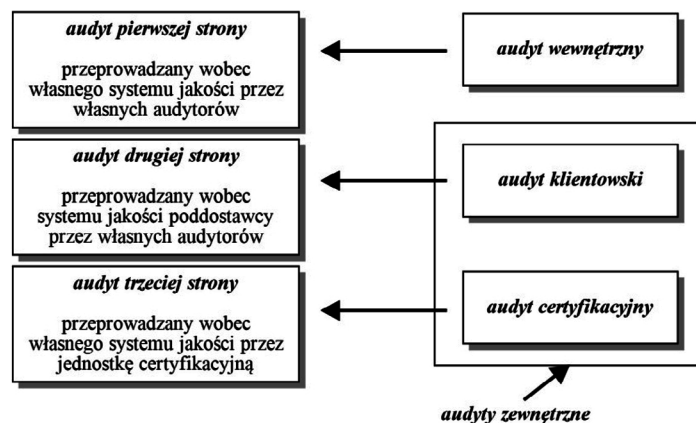 audyt pierwszej strony
przeprowadzany wobec
własnego systemu jakości przez
własnych audytorów
audyt wewnętrzny
audyt drugiej strony
przeprowadzany wobec
systemu jakości poddostawcy
przez własnych audytorów
audyt klientowski
audyt trzeciej strony
przeprowadzany wobec
własnego systemu jakości przez
jednostkę certyfikacyjną
audyt certyfikacyjny
audyty zewnętrzne